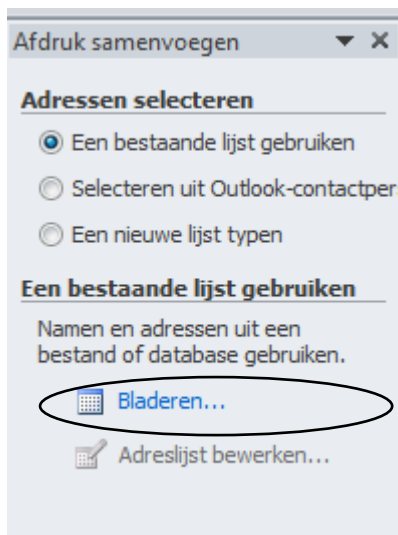 Afdruk samenvoegen
Adressen selecteren
Een bestaande lijst gebruiken
Selecteren uit Outlook-contactper
Een nieuwe lijst typen
Een bestaande lijst gebruiken
Namen en adressen uit een
bestand of database gebruiken.
Bladeren...
Adreslijst bewerken...